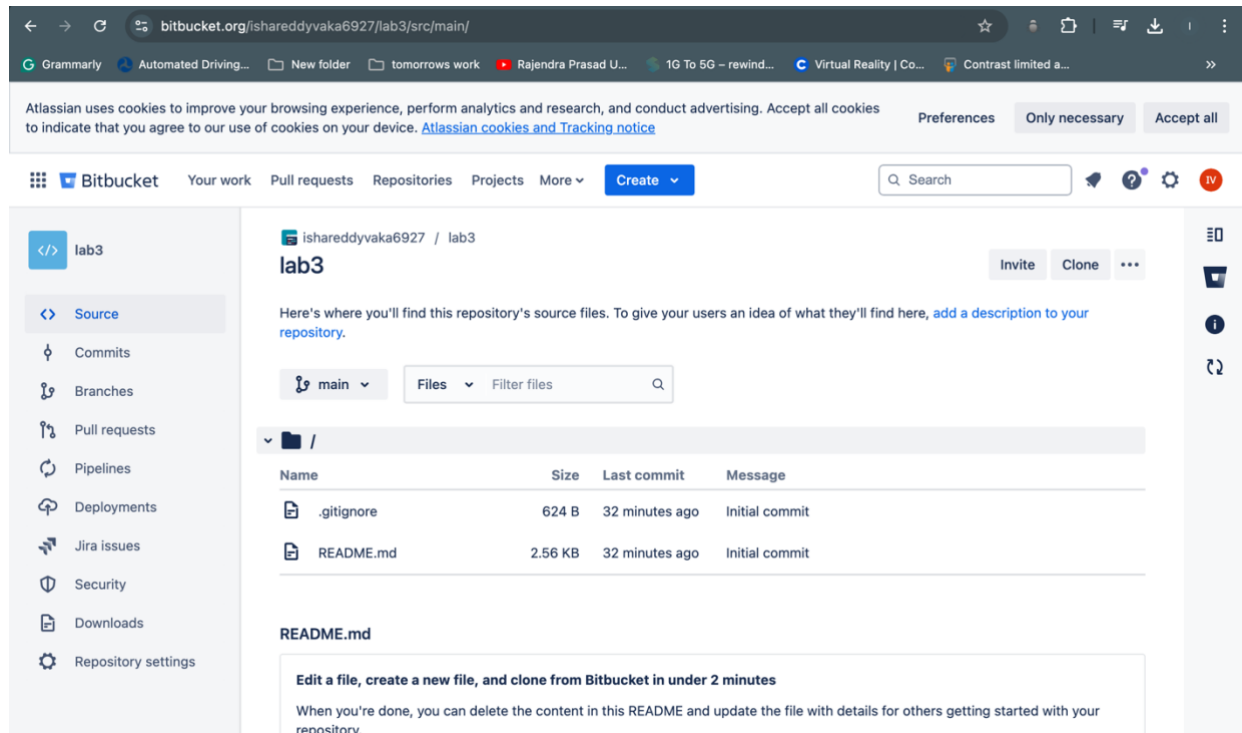 bitbucket.org/ishareddyvaka6927/lab3/src/main/
Grammarly Automated Driving... New folder tomorrows work Rajendra Prasad U... 1G To 5G – rewind... Virtual Reality | Co... Contrast limited a... »
Atlassian uses cookies to improve your browsing experience, perform analytics and research, and conduct advertising. Accept all cookies
to indicate that you agree to our use of cookies on your device. Atlassian cookies and Tracking notice
Preferences Only necessary Accept all
Bitbucket Your work Pull requests Repositories Projects More Create Search IV
lab3
Source
Commits
Branches
Pull requests
Pipelines
Deployments
Jira issues
Security
Downloads
Repository settings
ishareddyvaka6927 / lab3
lab3
Invite Clone
Here's where you'll find this repository's source files. To give your users an idea of what they'll find here, add a description to your
repository.
main Files Filter files
/
Name Size Last commit Message
.gitignore 624 B 32 minutes ago Initial commit
README.md 2.56 KB 32 minutes ago Initial commit
README.md
Edit a file, create a new file, and clone from Bitbucket in under 2 minutes
When you're done, you can delete the content in this README and update the file with details for others getting started with your
repository